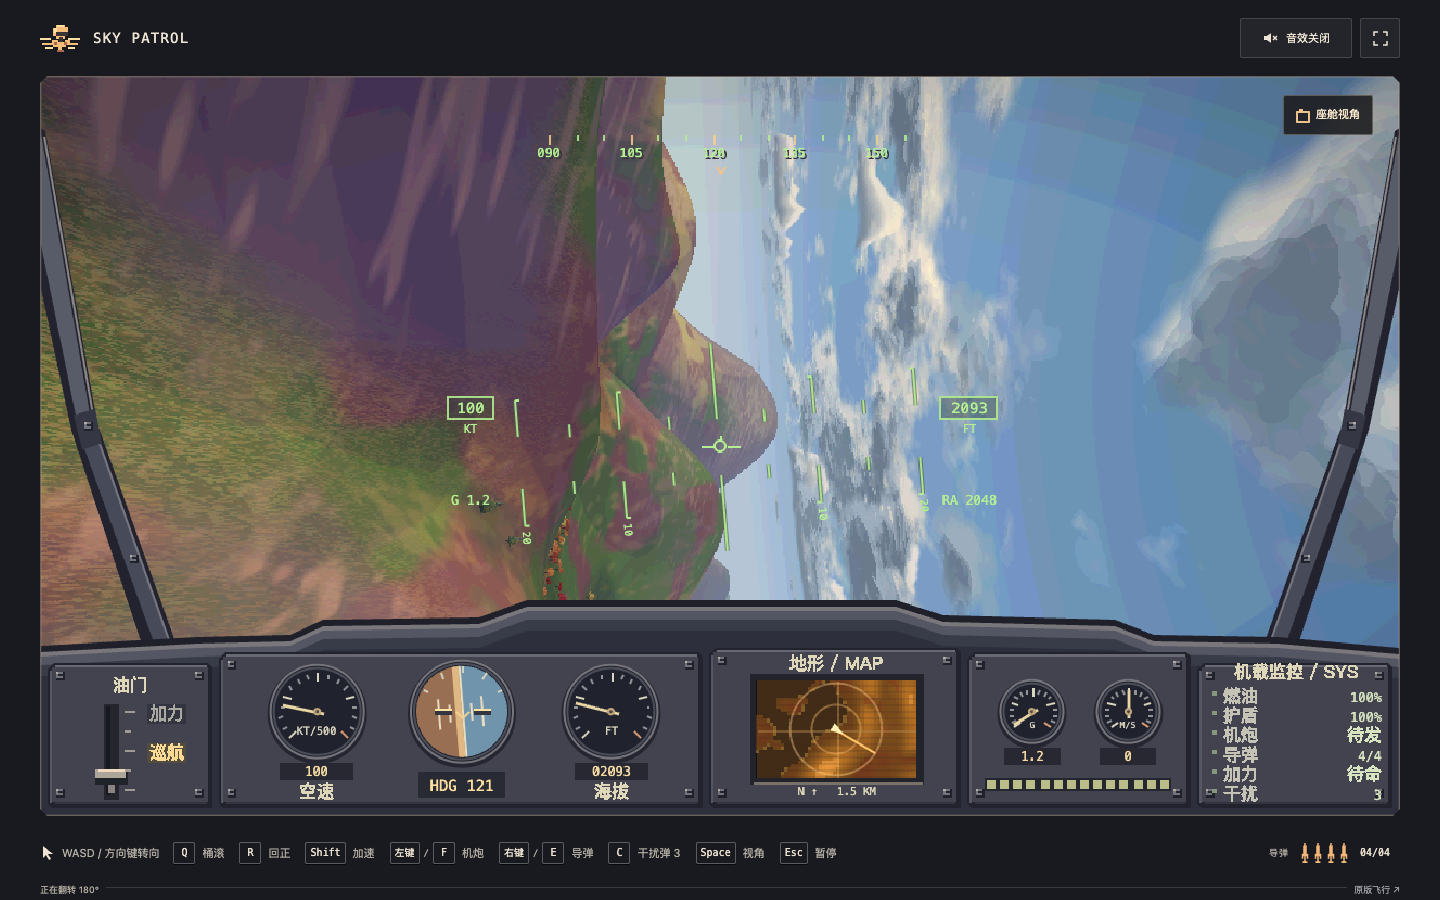 SKY PATROL
音效关闭
座舱视角
090 105 120 135 150
100
KT
2093
FT
G 1.2
RA 2048
20 10 10 20
油门
加力
巡航
KT/500
100
空速
HDG 121
FT
02093
海拔
地形 / MAP
N ↑ 1.5 KM
G
1.2
M/S
0
机载监控 / SYS
燃油 100%
护盾 100%
机炮 待发
导弹 4/4
加力 待命
干扰 3
WASD / 方向键转向 Q 桶滚 R 回正 Shift 加速 左键 / F 机炮 右键 / E 导弹 C 干扰弹 3 Space 视角 Esc 暂停
导弹 04/04
正在翻转 180°
原版飞行 ↗